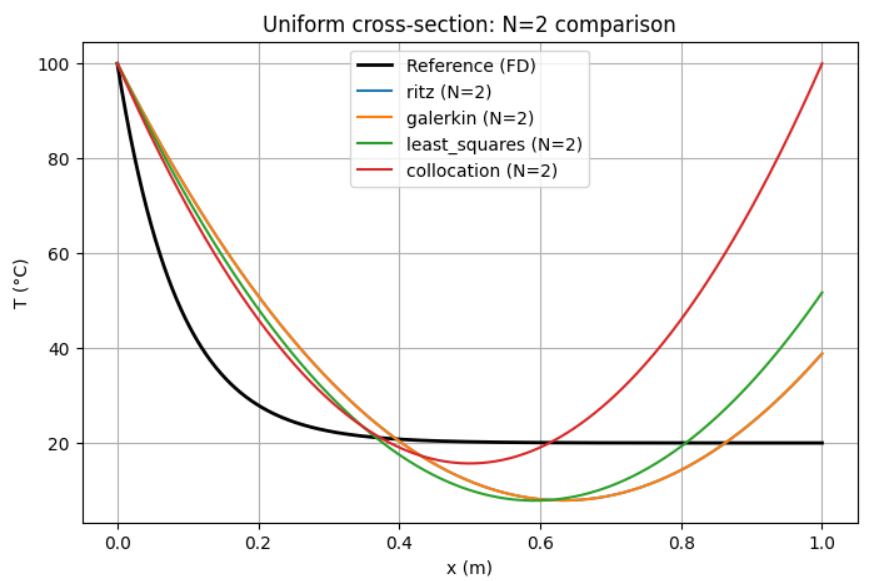 Uniform cross-section: N=2 comparison
Reference (FD)
ritz (N=2)
galerkin (N=2)
least_squares (N=2)
collocation (N=2)
T (°C)
100
80
60
40
20
0.0 0.2 0.4 0.6 0.8 1.0
x (m)